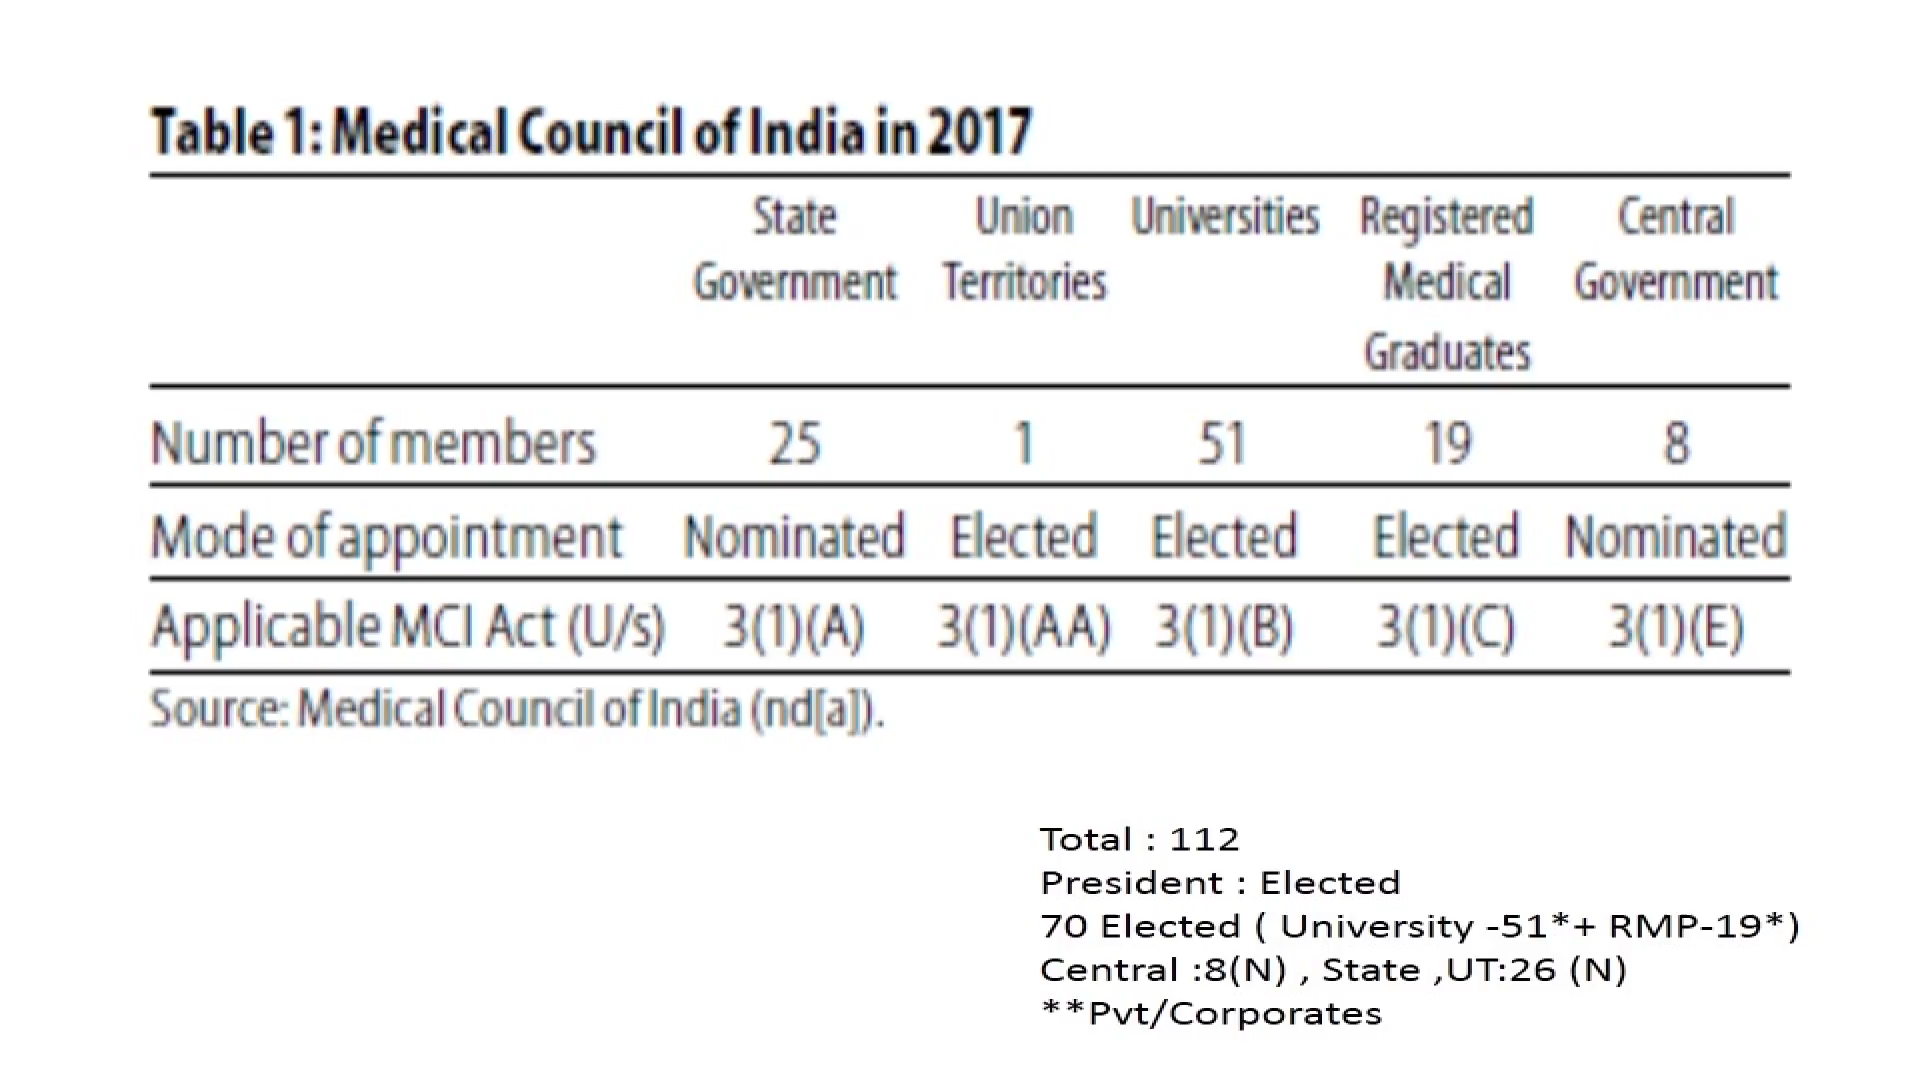 Table 1: Medical Council of India in 2017
State Union Universities Registered Central
Government Territories Medical Government
Graduates
Number of members 25 1 51 19 8
Mode of appointment Nominated Elected Elected Elected Nominated
Applicable MCI Act (U/s) 3(1)(A) 3(1)(AA) 3(1)(B) 3(1)(C) 3(1)(E)
Source: Medical Council of India (nd[a]).
Total : 112
President : Elected
70 Elected ( University -51*+ RMP-19*)
Central :8(N) , State ,UT:26 (N)
**Pvt/Corporates